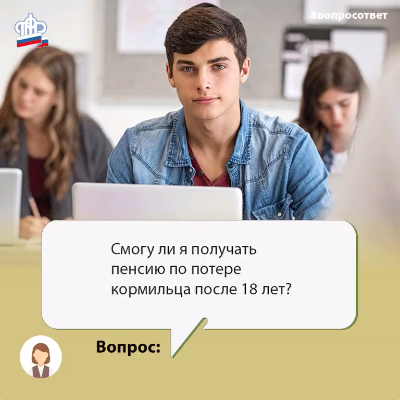 #вопросответ
Смогу ли я получать
пенсию по потере
кормильца после 18 лет?
Вопрос: